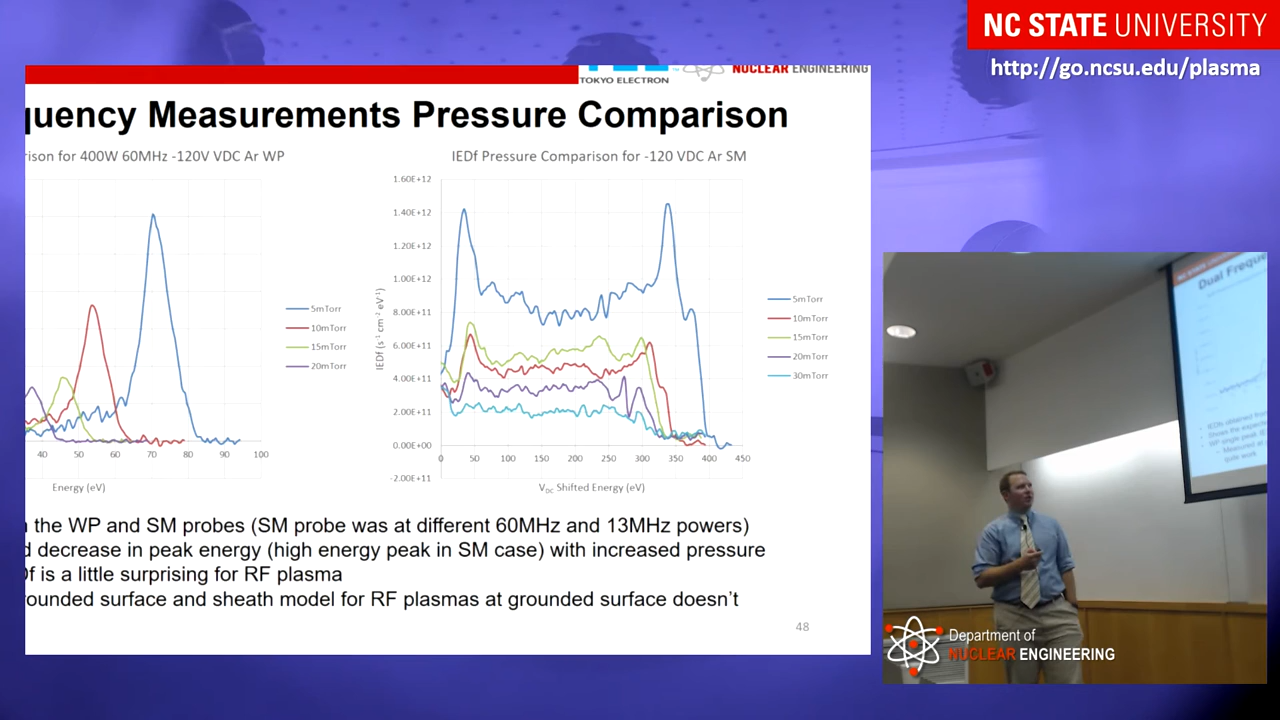 NC STATE UNIVERSITY
http://go.ncsu.edu/plasma
TOKYO ELECTRON
NUCLEAR ENGINEERING
quency Measurements Pressure Comparison
rison for 400W 60MHz -120V VDC Ar WP
5mTorr
10mTorr
15mTorr
20mTorr
40 50 60 70 80 90 100
Energy (eV)
IEDf Pressure Comparison for -120 VDC Ar SM
1.60E+12
1.40E+12
1.20E+12
1.00E+12
8.00E+11
6.00E+11
4.00E+11
2.00E+11
0.00E+00
-2.00E+11
IEDf (s⁻¹ cm⁻² eV⁻¹)
0 50 100 150 200 250 300 350 400 450
VDC Shifted Energy (eV)
5mTorr
10mTorr
15mTorr
20mTorr
30mTorr
the WP and SM probes (SM probe was at different 60MHz and 13MHz powers)
d decrease in peak energy (high energy peak in SM case) with increased pressure
Df is a little surprising for RF plasma
rounded surface and sheath model for RF plasmas at grounded surface doesn't
48
NC STATE
Dual Freque
Department of
NUCLEAR ENGINEERING